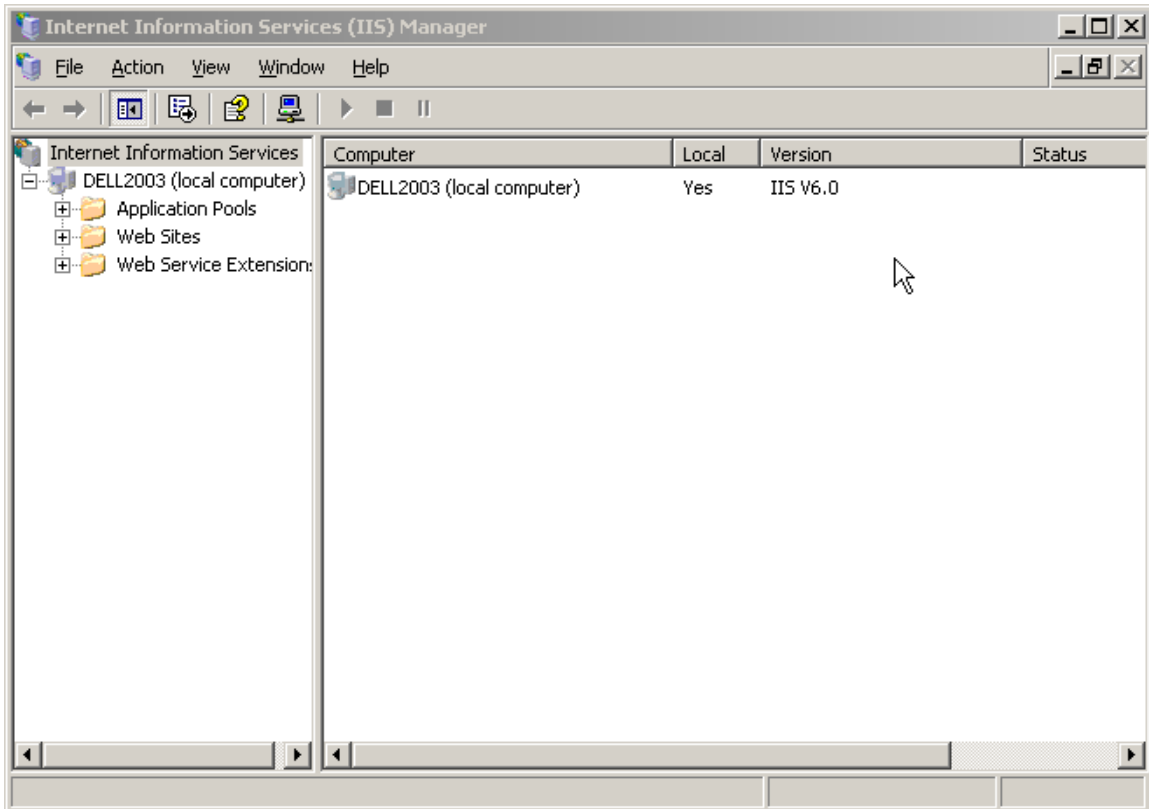 Internet Information Services (IIS) Manager
File Action View Window Help
Internet Information Services
DELL2003 (local computer)
Application Pools
Web Sites
Web Service Extension
Computer Local Version Status
DELL2003 (local computer) Yes IIS V6.0